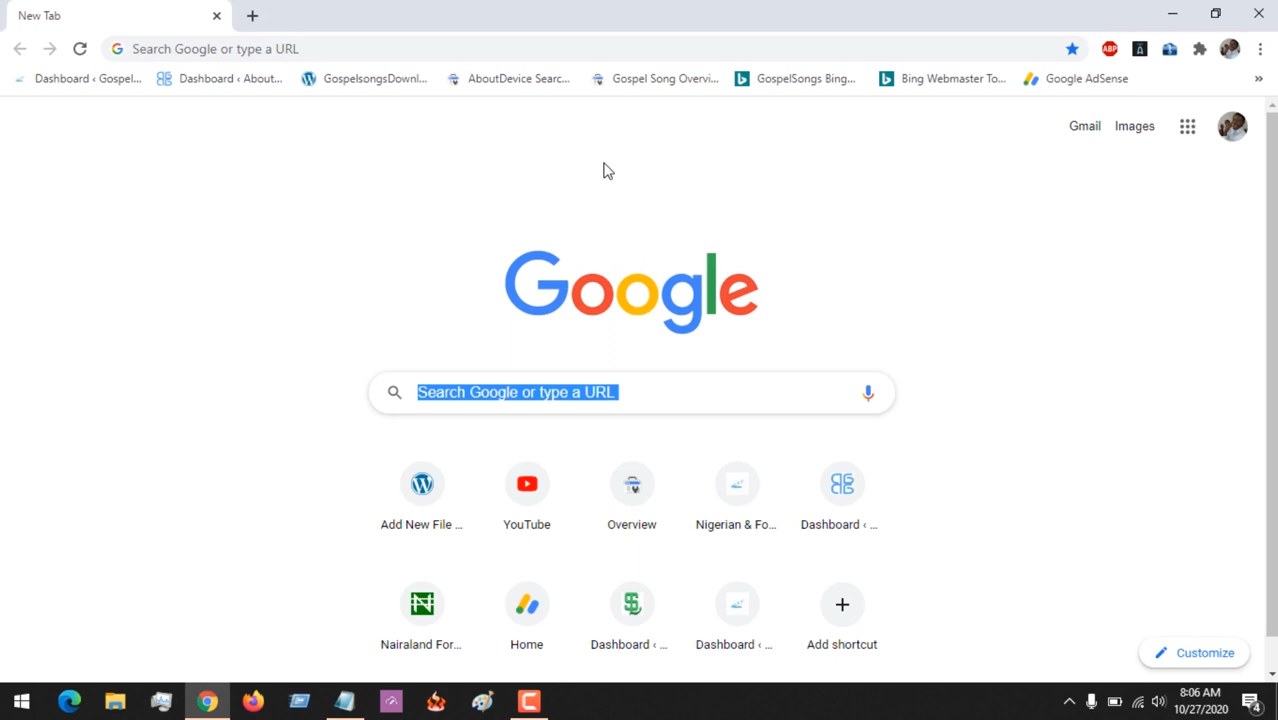 New Tab
Search Google or type a URL
ABP
Dashboard ‹ Gospel...
Dashboard ‹ About...
GospelsongsDownl...
AboutDevice Searc...
Gospel Song Overvi...
GospelSongs Bing...
Bing Webmaster To...
Google AdSense
»
Gmail
Images
Google
Search Google or type a URL
Add New File ...
YouTube
Overview
Nigerian & Fo...
Dashboard ‹ ...
Nairaland For...
Home
Dashboard ‹ ...
Dashboard ‹ ...
Add shortcut
Customize
8:06 AM
10/27/2020
4